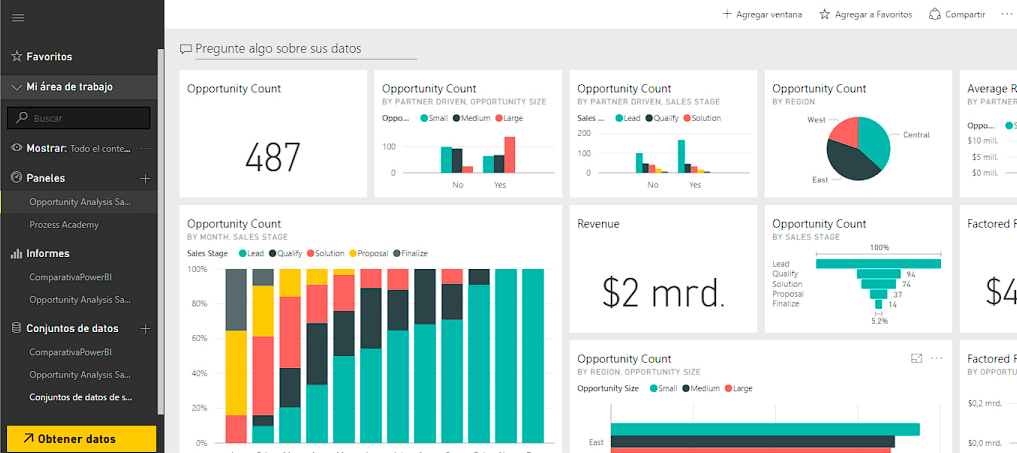 Agregar ventana
Agregar a Favoritos
Compartir
Favoritos
Mi área de trabajo
Buscar
Mostrar: Todo el conte...
Paneles
Opportunity Analysis Sa...
Prozess Academy
Informes
ComparativaPowerBI
Opportunity Analysis Sa...
Conjuntos de datos
ComparativaPowerBI
Opportunity Analysis Sa...
Conjuntos de datos de s...
Obtener datos
Pregunte algo sobre sus datos
Opportunity Count
487
Opportunity Count
BY PARTNER DRIVEN, OPPORTUNITY SIZE
Oppo... Small Medium Large
100
0
No Yes
Opportunity Count
BY PARTNER DRIVEN, SALES STAGE
Sales ... Lead Qualify Solution
200
100
0
No Yes
Opportunity Count
BY REGION
West
Central
East
Average R
BY PARTNER
Oppo...
$10 mill.
$5 mill.
$0 mill.
Opportunity Count
BY MONTH, SALES STAGE
Sales Stage Lead Qualify Solution Proposal Finalize
100%
80%
60%
40%
20%
0%
Revenue
$2 mrd.
Opportunity Count
BY SALES STAGE
100%
Lead
Qualify 94
Solution 74
Proposal 37
Finalize 14
5.2%
Factored R
$4
Opportunity Count
BY REGION, OPPORTUNITY SIZE
Opportunity Size Small Medium Large
East
Factored R
BY OPPORTU
$0,2 mrd.
$0,0 mrd.